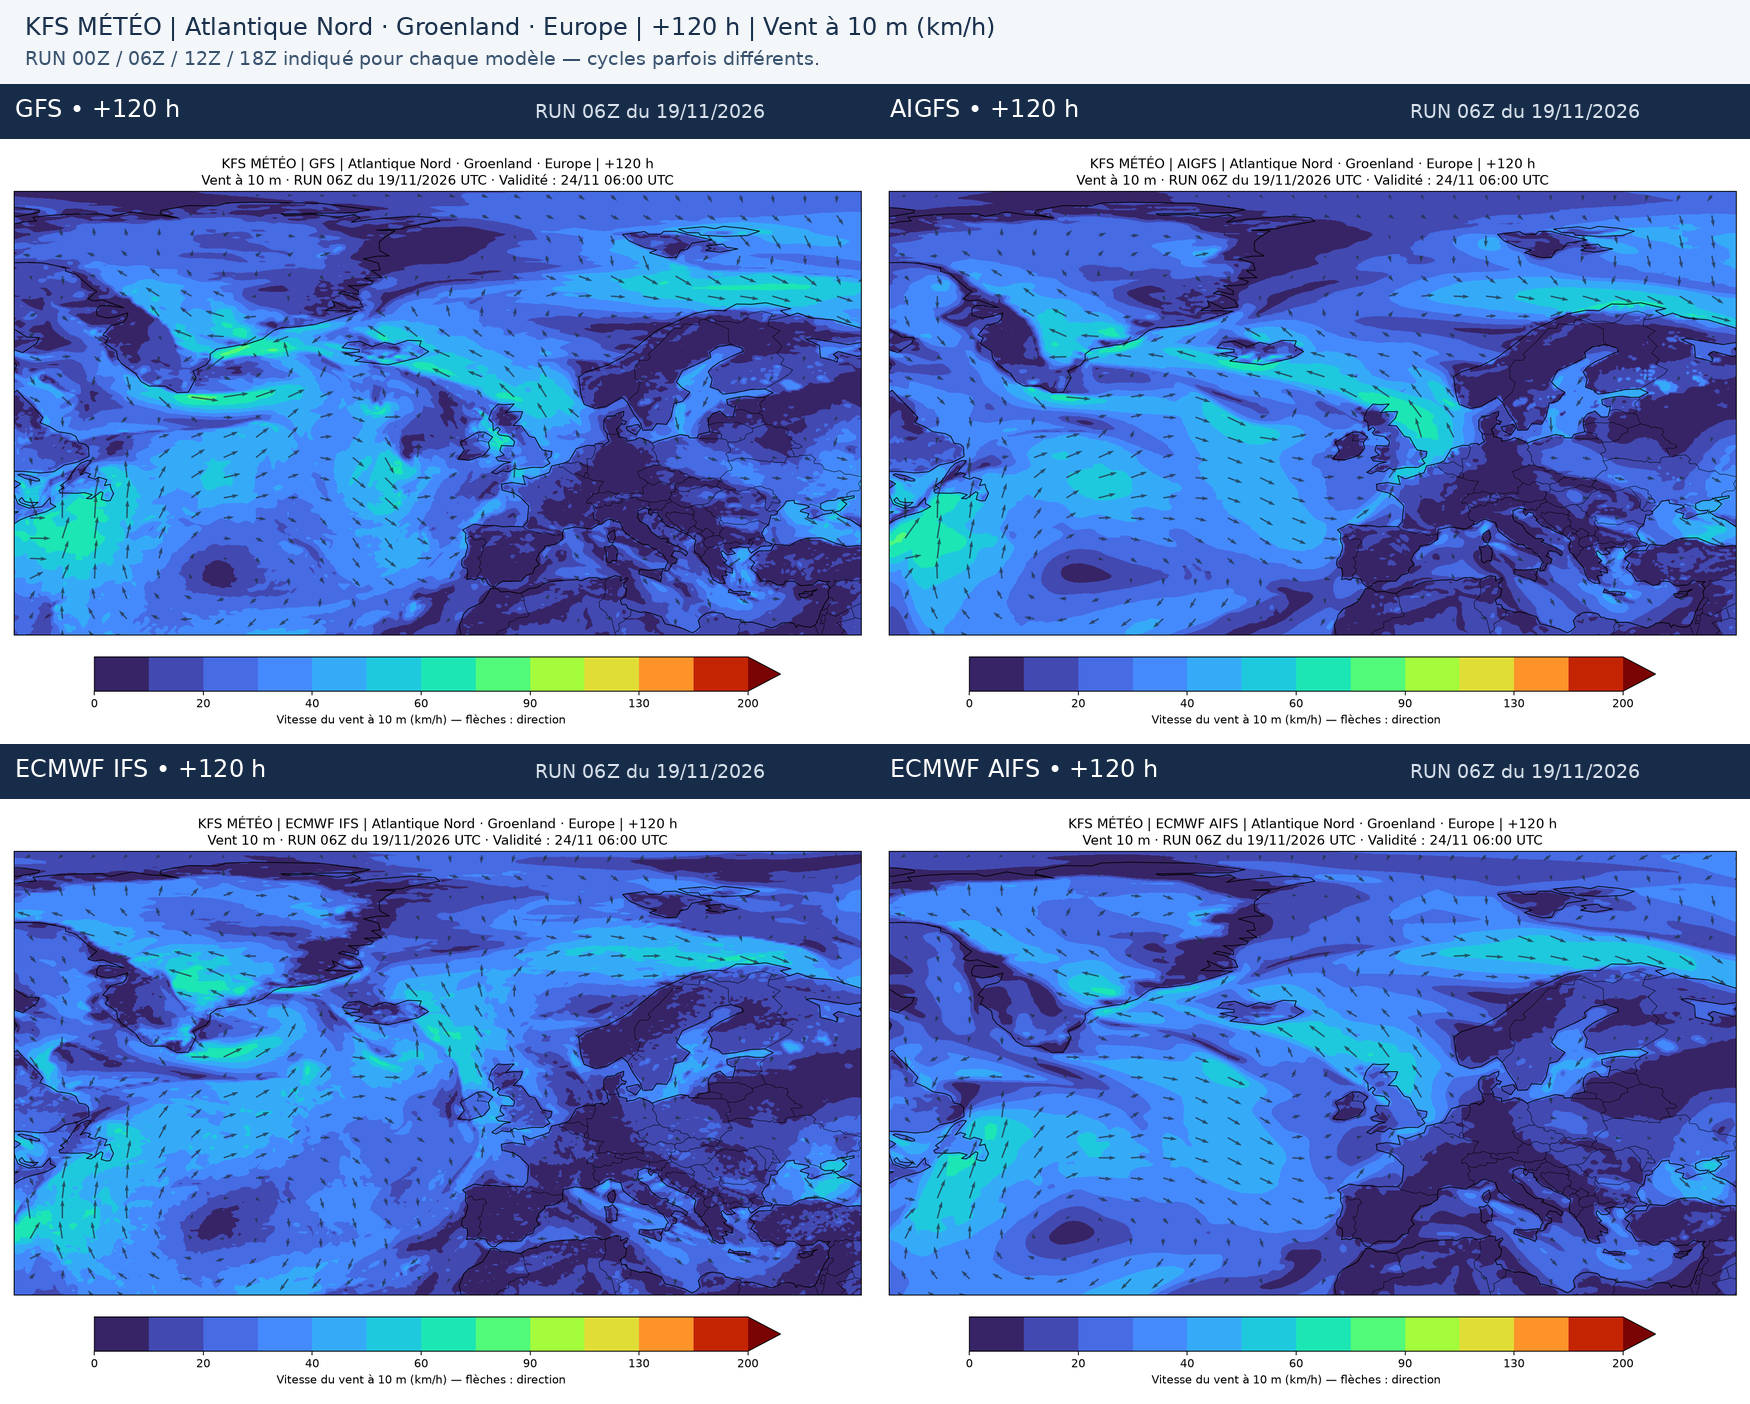 KFS MÉTÉO | Atlantique Nord · Groenland · Europe | +120 h | Vent à 10 m (km/h)
RUN 00Z / 06Z / 12Z / 18Z indiqué pour chaque modèle — cycles parfois différents.
GFS • +120 h
RUN 06Z du 19/11/2026
AIGFS • +120 h
RUN 06Z du 19/11/2026
KFS MÉTÉO | GFS | Atlantique Nord · Groenland · Europe | +120 h
Vent à 10 m · RUN 06Z du 19/11/2026 UTC · Validité : 24/11 06:00 UTC
KFS MÉTÉO | AIGFS | Atlantique Nord · Groenland · Europe | +120 h
Vent à 10 m · RUN 06Z du 19/11/2026 UTC · Validité : 24/11 06:00 UTC
0 20 40 60 90 130 200
Vitesse du vent à 10 m (km/h) — flèches : direction
0 20 40 60 90 130 200
Vitesse du vent à 10 m (km/h) — flèches : direction
ECMWF IFS • +120 h
RUN 06Z du 19/11/2026
ECMWF AIFS • +120 h
RUN 06Z du 19/11/2026
KFS MÉTÉO | ECMWF IFS | Atlantique Nord · Groenland · Europe | +120 h
Vent 10 m · RUN 06Z du 19/11/2026 UTC · Validité : 24/11 06:00 UTC
KFS MÉTÉO | ECMWF AIFS | Atlantique Nord · Groenland · Europe | +120 h
Vent 10 m · RUN 06Z du 19/11/2026 UTC · Validité : 24/11 06:00 UTC
0 20 40 60 90 130 200
Vitesse du vent à 10 m (km/h) — flèches : direction
0 20 40 60 90 130 200
Vitesse du vent à 10 m (km/h) — flèches : direction